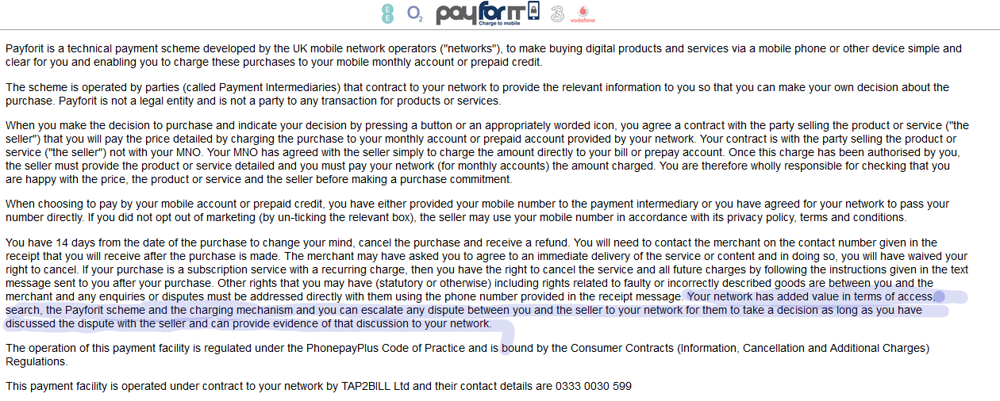 EE O2 payforIT 3 vodafone
Charge to mobile
Payforit is a technical payment scheme developed by the UK mobile network operators ("networks"), to make buying digital products and services via a mobile phone or other device simple and
clear for you and enabling you to charge these purchases to your mobile monthly account or prepaid credit.
The scheme is operated by parties (called Payment Intermediaries) that contract to your network to provide the relevant information to you so that you can make your own decision about the
purchase. Payforit is not a legal entity and is not a party to any transaction for products or services.
When you make the decision to purchase and indicate your decision by pressing a button or an appropriately worded icon, you agree a contract with the party selling the product or service ("the
seller") that you will pay the price detailed by charging the purchase to your monthly account or prepaid account provided by your network. Your contract is with the party selling the product or
service ("the seller") not with your MNO. Your MNO has agreed with the seller simply to charge the amount directly to your bill or prepay account. Once this charge has been authorised by you,
the seller must provide the product or service detailed and you must pay your network (for monthly accounts) the amount charged. You are therefore wholly responsible for checking that you
are happy with the price, the product or service and the seller before making a purchase commitment.
When choosing to pay by your mobile account or prepaid credit, you have either provided your mobile number to the payment intermediary or you have agreed for your network to pass your
number directly. If you did not opt out of marketing (by un-ticking the relevant box), the seller may use your mobile number in accordance with its privacy policy, terms and conditions.
You have 14 days from the date of the purchase to change your mind, cancel the purchase and receive a refund. You will need to contact the merchant on the contact number given in the
receipt that you will receive after the purchase is made. The merchant may have asked you to agree to an immediate delivery of the service or content and in doing so, you will have waived your
right to cancel. If your purchase is a subscription service with a recurring charge, then you have the right to cancel the service and all future charges by following the instructions given in the text
message sent to you after your purchase. Other rights that you may have (statutory or otherwise) including rights related to faulty or incorrectly described goods are between you and the
merchant and any enquiries or disputes must be addressed directly with them using the phone number provided in the receipt message. Your network has added value in terms of access,
search, the Payforit scheme and the charging mechanism and you can escalate any dispute between you and the seller to your network for them to take a decision as long as you have
discussed the dispute with the seller and can provide evidence of that discussion to your network.
The operation of this payment facility is regulated under the PhonepayPlus Code of Practice and is bound by the Consumer Contracts (Information, Cancellation and Additional Charges)
Regulations.
This payment facility is operated under contract to your network by TAP2BILL Ltd and their contact details are 0333 0030 599